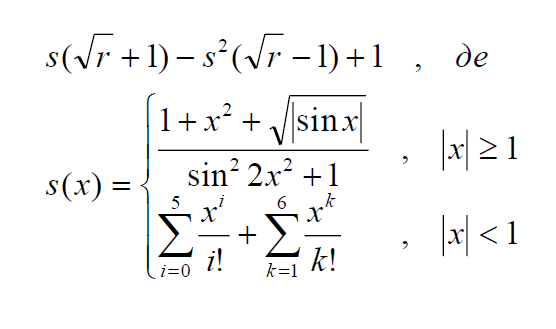 s(√r + 1) − s²(√r − 1) + 1 , де
s(x) = { (1 + x² + √|sin x|) / (sin² 2x² + 1) , |x| ≥ 1
∑_{i=0}^{5} xⁱ/i! + ∑_{k=1}^{6} xᵏ/k! , |x| < 1